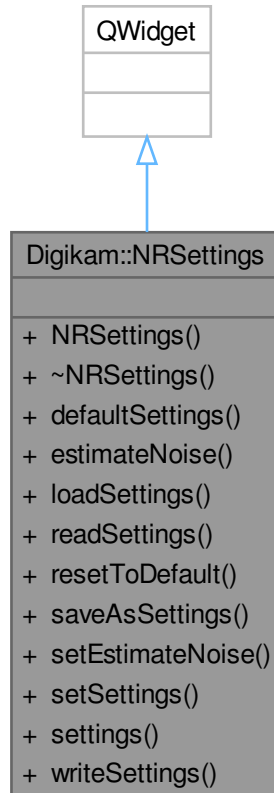 QWidget
Digikam::NRSettings
+ NRSettings()
+ ~NRSettings()
+ defaultSettings()
+ estimateNoise()
+ loadSettings()
+ readSettings()
+ resetToDefault()
+ saveAsSettings()
+ setEstimateNoise()
+ setSettings()
+ settings()
+ writeSettings()